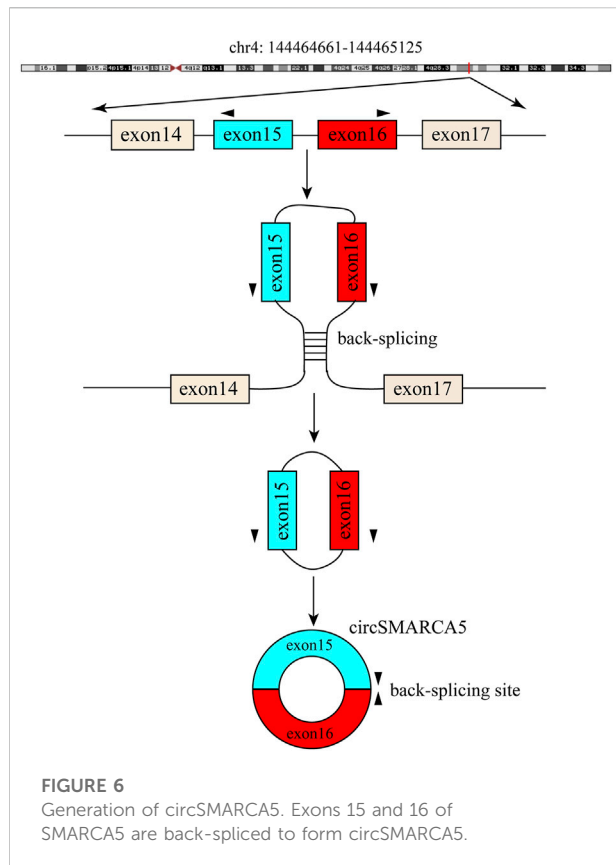 chr4: 144464661-144465125
exon14 exon15 exon16 exon17
exon15 exon16
back-splicing
exon14 exon17
exon15 exon16
circSMARCA5
exon15
back-splicing site
exon16
FIGURE 6
Generation of circSMARCA5. Exons 15 and 16 of
SMARCA5 are back-spliced to form circSMARCA5.